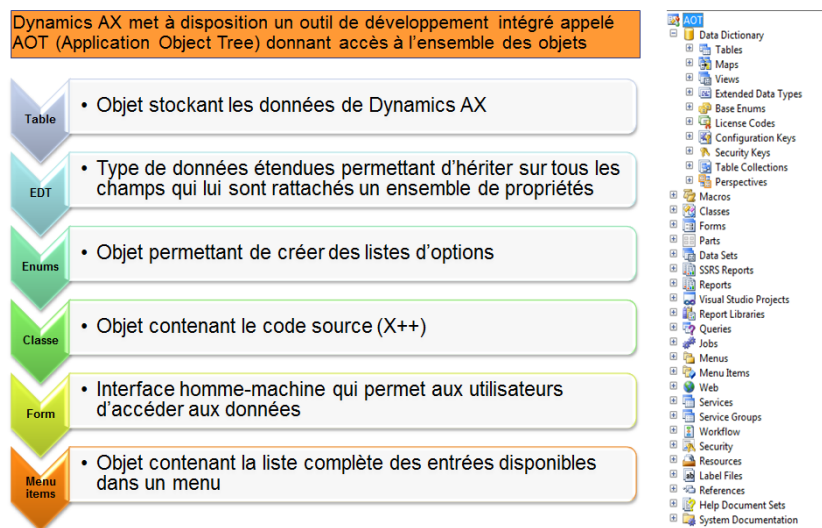 Dynamics AX met à disposition un outil de développement intégré appelé
AOT (Application Object Tree) donnant accès à l'ensemble des objets
Table
• Objet stockant les données de Dynamics AX
EDT
• Type de données étendues permettant d'hériter sur tous les
champs qui lui sont rattachés un ensemble de propriétés
Enums
• Objet permettant de créer des listes d'options
Classe
• Objet contenant le code source (X++)
Form
• Interface homme-machine qui permet aux utilisateurs
d'accéder aux données
Menu
items
• Objet contenant la liste complète des entrées disponibles
dans un menu
AOT
Data Dictionary
Tables
Maps
Views
Extended Data Types
Base Enums
License Codes
Configuration Keys
Security Keys
Table Collections
Perspectives
Macros
Classes
Forms
Parts
Data Sets
SSRS Reports
Reports
Visual Studio Projects
Report Libraries
Queries
Jobs
Menus
Menu Items
Web
Services
Service Groups
Workflow
Security
Resources
Label Files
References
Help Document Sets
System Documentation